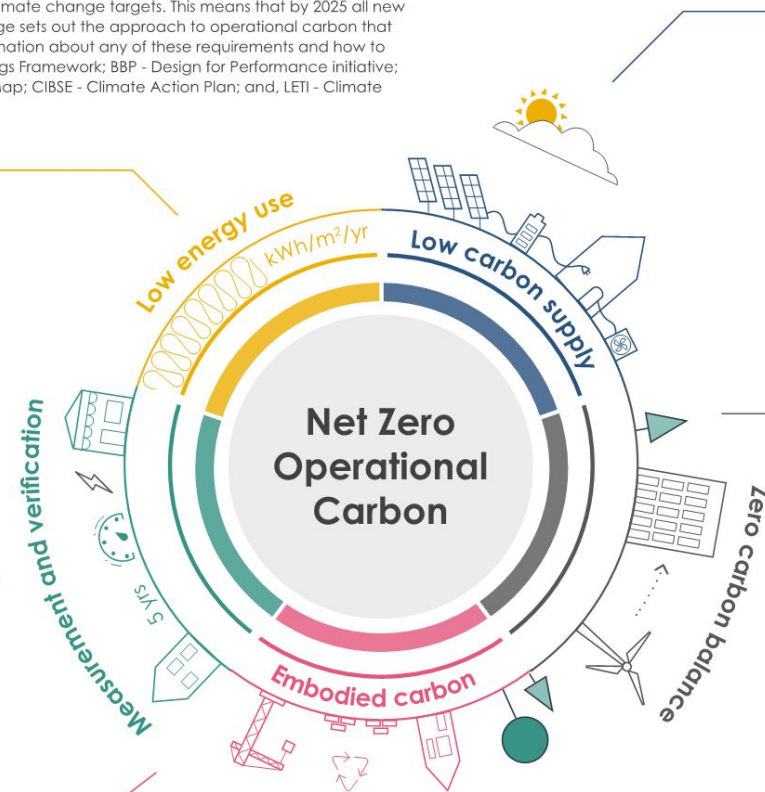 imate change targets. This means that by 2025 all new
ge sets out the approach to operational carbon that
mation about any of these requirements and how to
gs Framework; BBP - Design for Performance initiative;
ap; CIBSE - Climate Action Plan; and, LETI - Climate
Low energy use
kWh/m²/yr
Low carbon supply
Net Zero
Operational
Carbon
Measurement and verification
5 yrs
Zero carbon balance
Embodied carbon